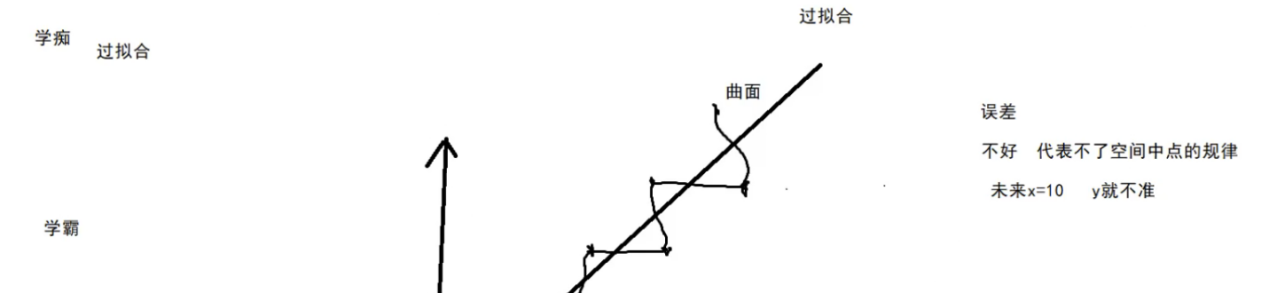 过拟合
学痴
过拟合
曲面
误差
不好 代表不了空间中点的规律
未来x=10 y就不准
学霸